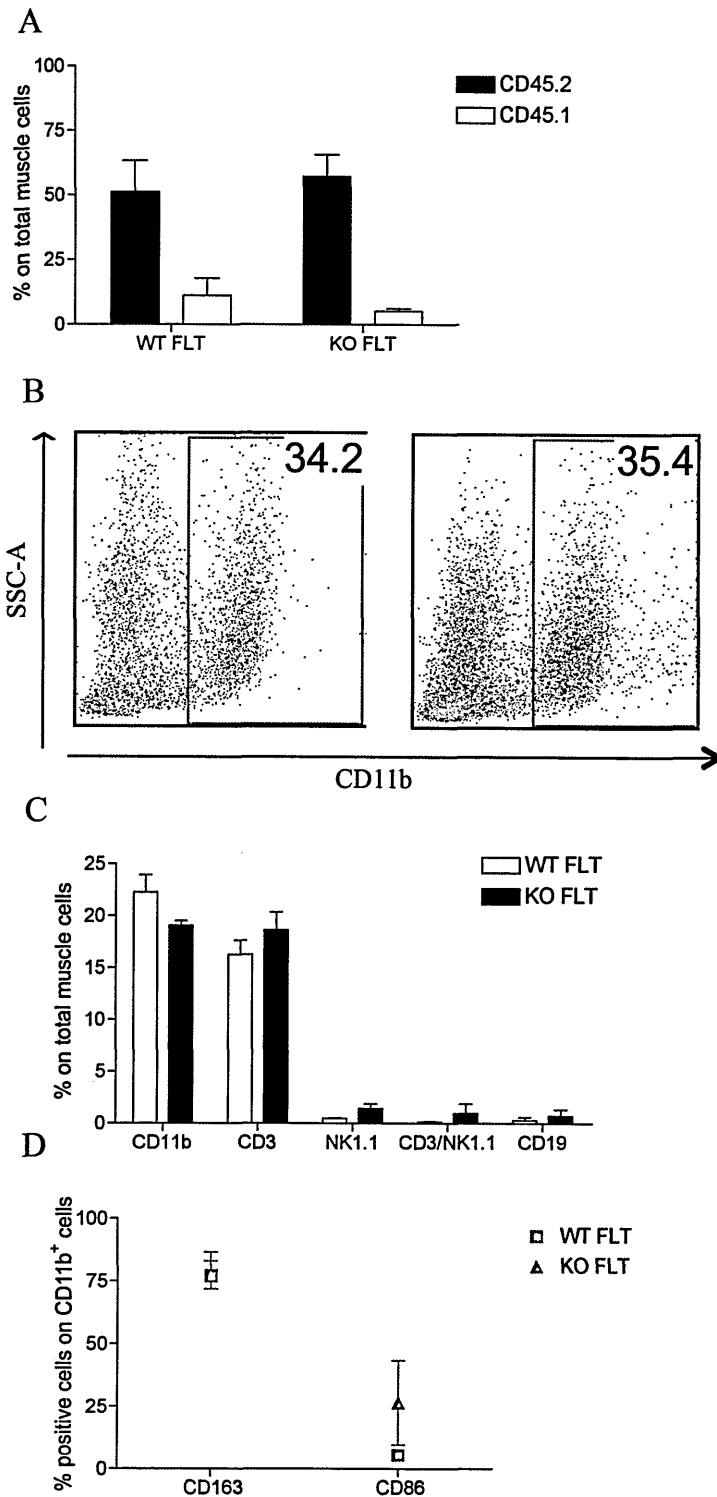 A
100
75
50
25
0
% on total muscle cells
CD45.2
CD45.1
WT FLT
KO FLT
B
34.2
35.4
SSC-A
CD11b
C
25
20
15
10
5
0
% on total muscle cells
WT FLT
KO FLT
CD11b
CD3
NK1.1
CD3/NK1.1
CD19
D
100
75
50
25
0
% positive cells on CD11b⁺ cells
WT FLT
KO FLT
CD163
CD86